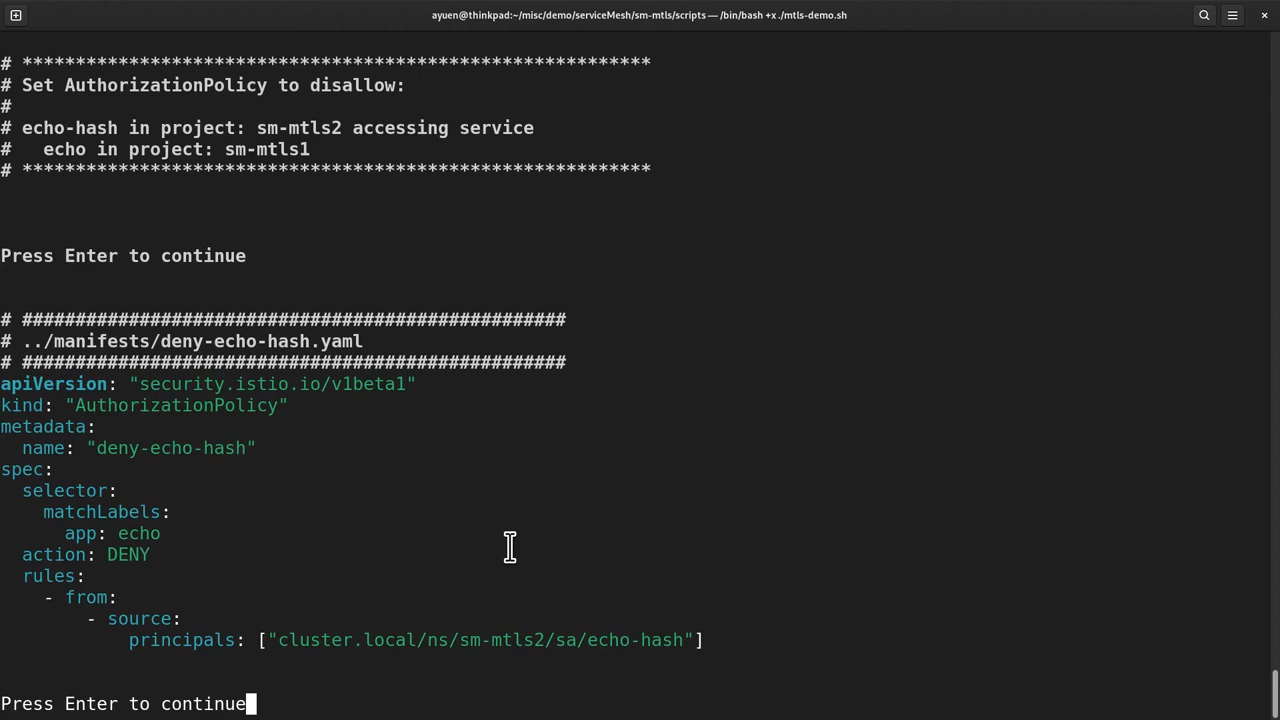 ayuen@thinkpad:~/misc/demo/serviceMesh/sm-mtls/scripts — /bin/bash +x ./mtls-demo.sh
# ***********************************************************
# Set AuthorizationPolicy to disallow:
#
# echo-hash in project: sm-mtls2 accessing service
#   echo in project: sm-mtls1
# ***********************************************************
Press Enter to continue
# ###################################################
# ../manifests/deny-echo-hash.yaml
# ###################################################
apiVersion: "security.istio.io/v1beta1"
kind: "AuthorizationPolicy"
metadata:
  name: "deny-echo-hash"
spec:
  selector:
    matchLabels:
      app: echo
  action: DENY
  rules:
    - from:
        - source:
            principals: ["cluster.local/ns/sm-mtls2/sa/echo-hash"]
Press Enter to continue